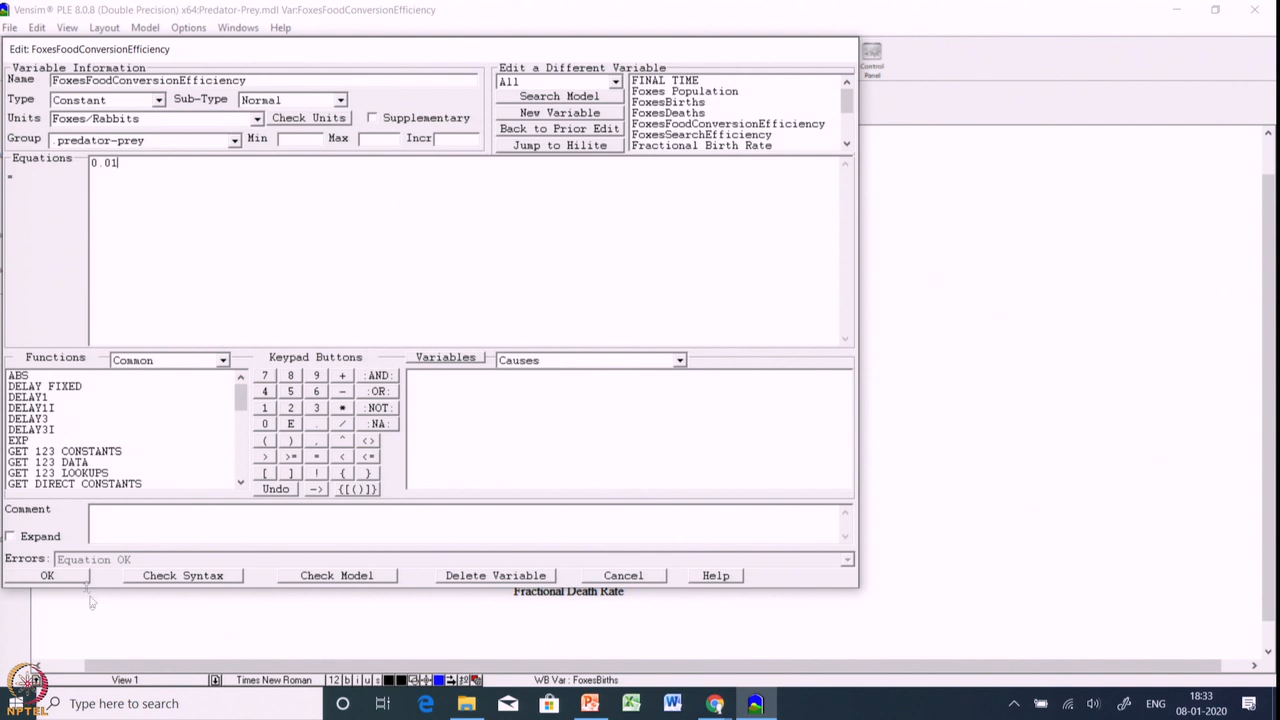 Vensim® PLE 8.0.8 (Double Precision) x64:Predator-Prey.mdl Var:FoxesFoodConversionEfficiency
File Edit View Layout Model Options Windows Help
Edit: FoxesFoodConversionEfficiency
Control Panel
Variable Information
Name FoxesFoodConversionEfficiency
Type Constant Sub-Type Normal
Units Foxes/Rabbits Check Units Supplementary
Group .predator-prey Min Max Incr
Edit a Different Variable
All
Search Model
New Variable
Back to Prior Edit
Jump to Hilite
FINAL TIME
Foxes Population
FoxesBirths
FoxesDeaths
FoxesFoodConversionEfficiency
FoxesSearchEfficiency
Fractional Birth Rate
Equations 0.01
=
Functions Common
ABS
DELAY FIXED
DELAY1
DELAY1I
DELAY3
DELAY3I
EXP
GET 123 CONSTANTS
GET 123 DATA
GET 123 LOOKUPS
GET DIRECT CONSTANTS
Keypad Buttons
7 8 9 + :AND:
4 5 6 - :OR:
1 2 3 * :NOT:
0 E . / :NA:
( ) , ^ <>
> >= = < <=
[ ] ! { }
Undo -> {[()]}
Variables Causes
Comment
Expand
Errors: Equation OK
OK Check Syntax Check Model Delete Variable Cancel Help
Fractional Death Rate
View 1 Times New Roman 12 b i u s WB Var : FoxesBirths
Type here to search
ENG
18:33
08-01-2020
NPTEL